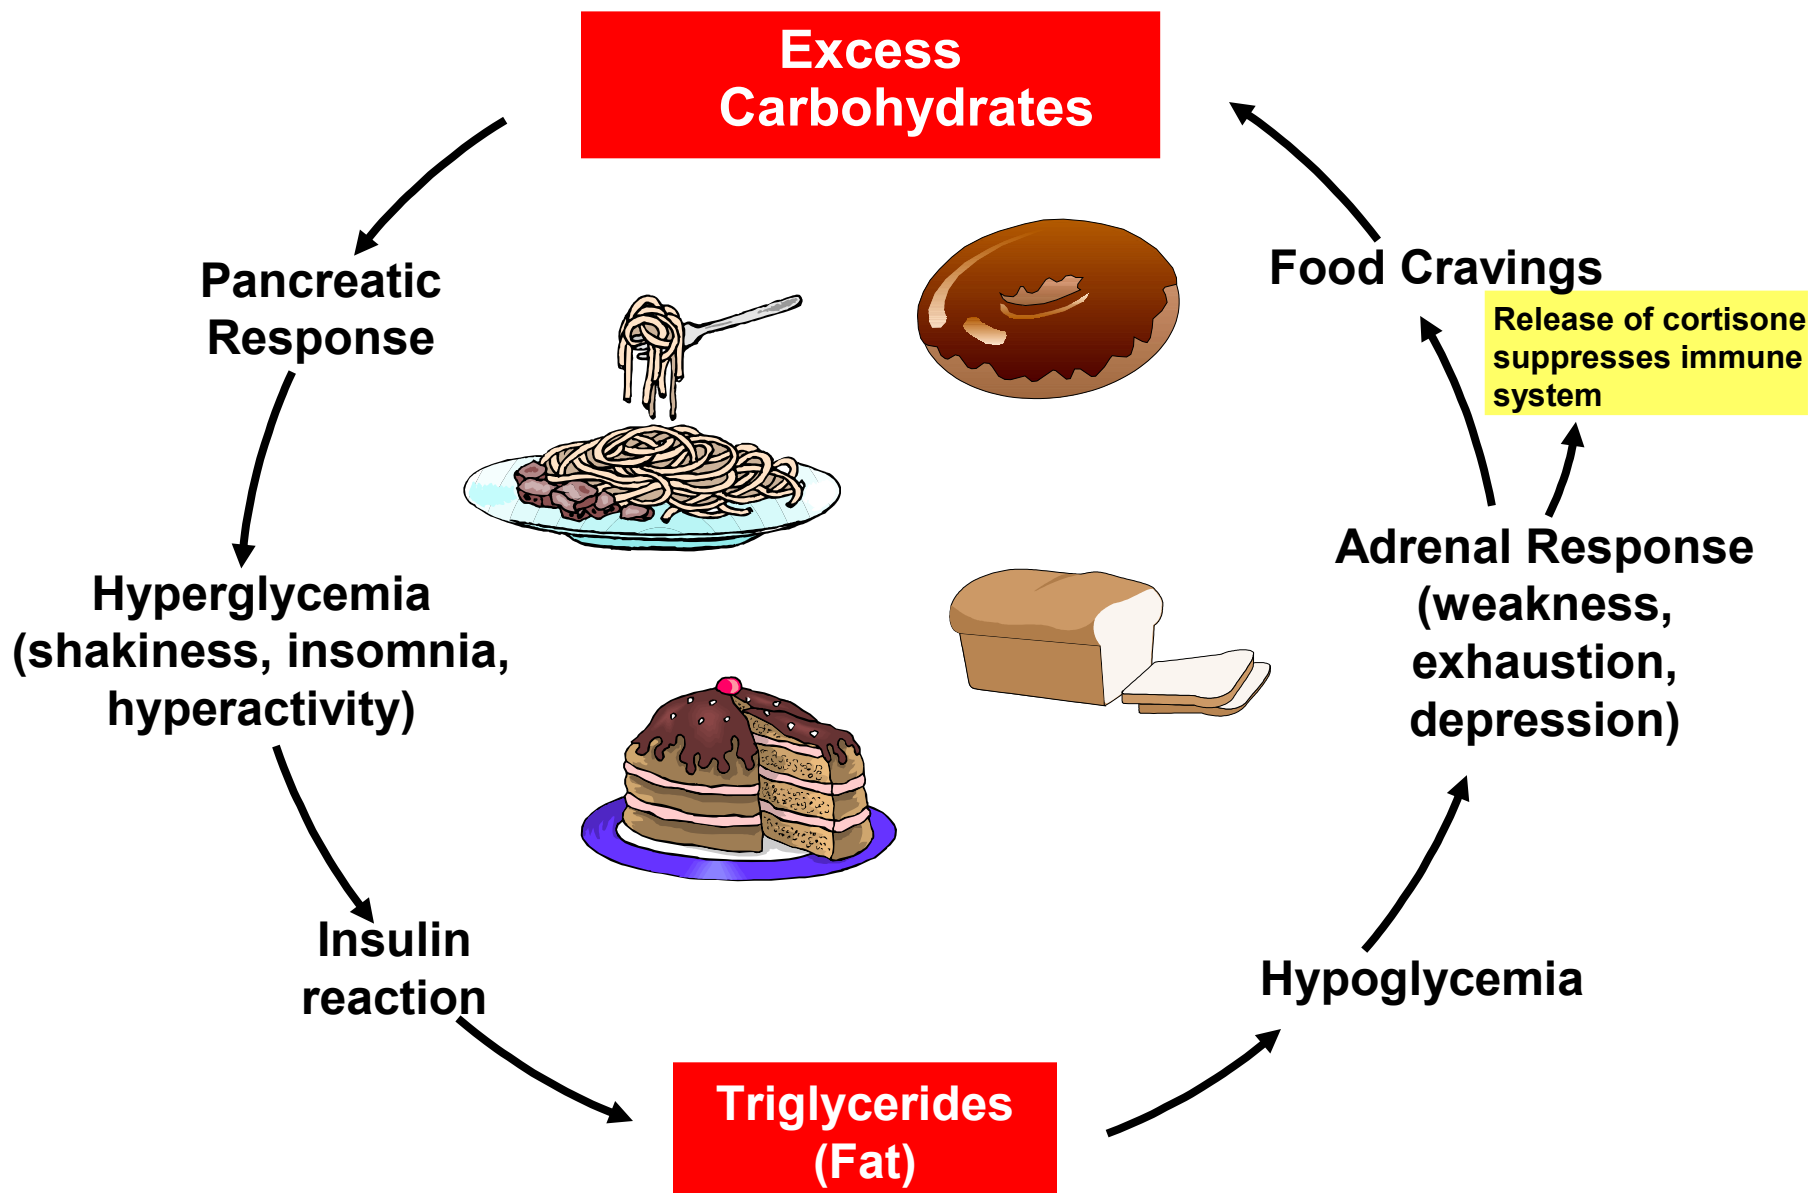 Excess
Carbohydrates
Pancreatic
Response
Hyperglycemia
(shakiness, insomnia,
hyperactivity)
Insulin
reaction
Triglycerides
(Fat)
Hypoglycemia
Adrenal Response
(weakness,
exhaustion,
depression)
Release of cortisone
suppresses immune
system
Food Cravings